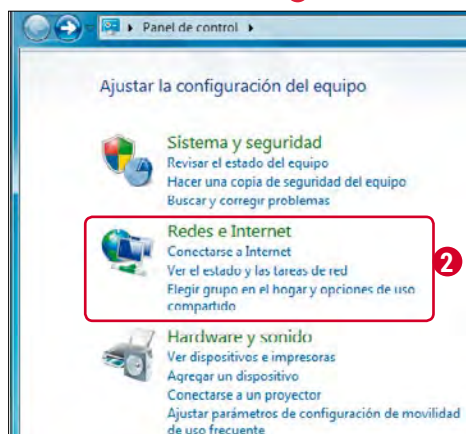 Panel de control
Ajustar la configuración del equipo
Sistema y seguridad
Revisar el estado del equipo
Hacer una copia de seguridad del equipo
Buscar y corregir problemas
Redes e Internet
Conectarse a Internet
Ver el estado y las tareas de red
Elegir grupo en el hogar y opciones de uso
compartido
2
Hardware y sonido
Ver dispositivos e impresoras
Agregar un dispositivo
Conectarse a un proyector
Ajustar parámetros de configuración de movilidad
de uso frecuente